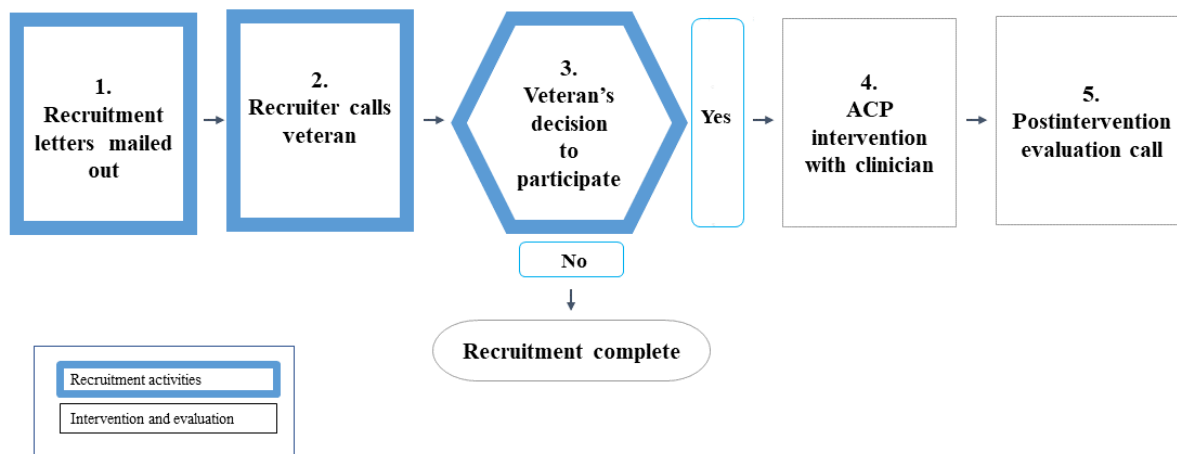 1.
Recruitment
letters mailed
out
2.
Recruiter calls
veteran
3.
Veteran's
decision
to
participate
Yes
4.
ACP
intervention
with clinician
5.
Postintervention
evaluation call
No
Recruitment complete
Recruitment activities
Intervention and evaluation